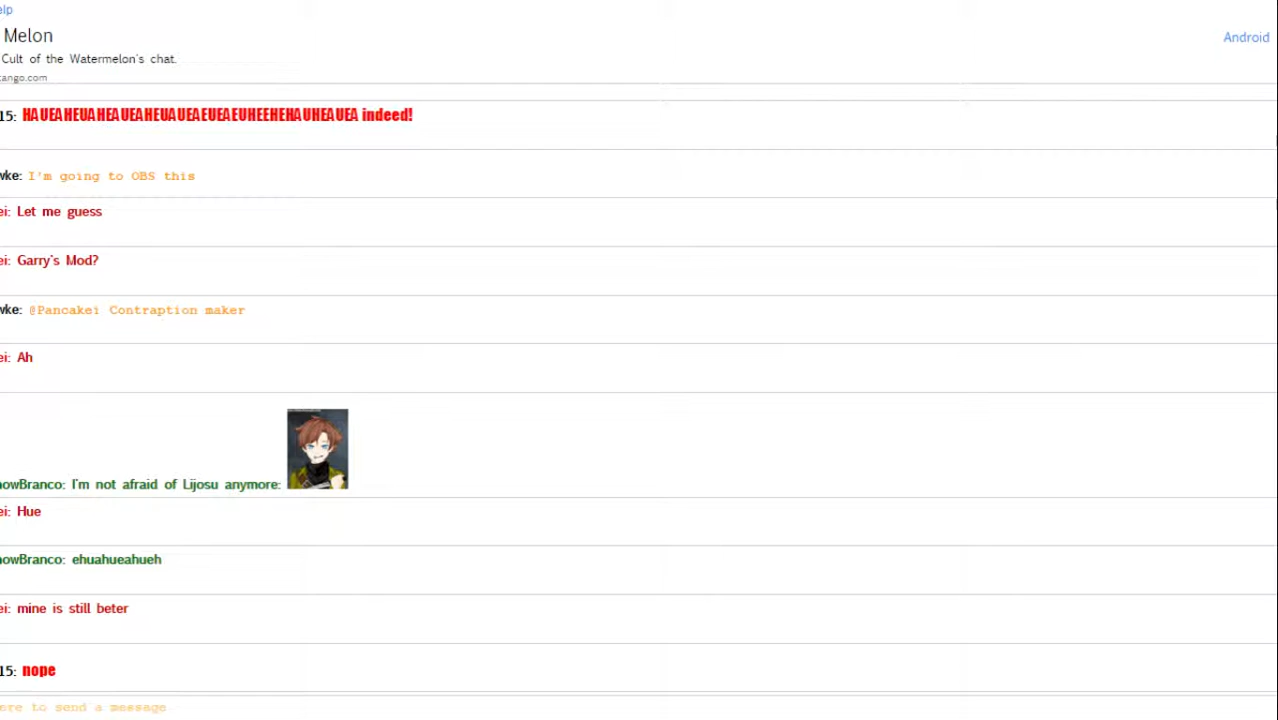 elp
Melon
Android
Cult of the Watermelon's chat.
tango.com
15: HAUEAHEUAHEAUEAHEUAUEAEUEAEUHEEHEHAUHEAUEA indeed!
wke: I'm going to OBS this
ei: Let me guess
ei: Garry's Mod?
wke: @Pancakei Contraption maker
ei: Ah
nowBranco: I'm not afraid of Lijosu anymore:
ei: Hue
nowBranco: ehuahueahueh
ei: mine is still beter
15: nope
ere to send a message